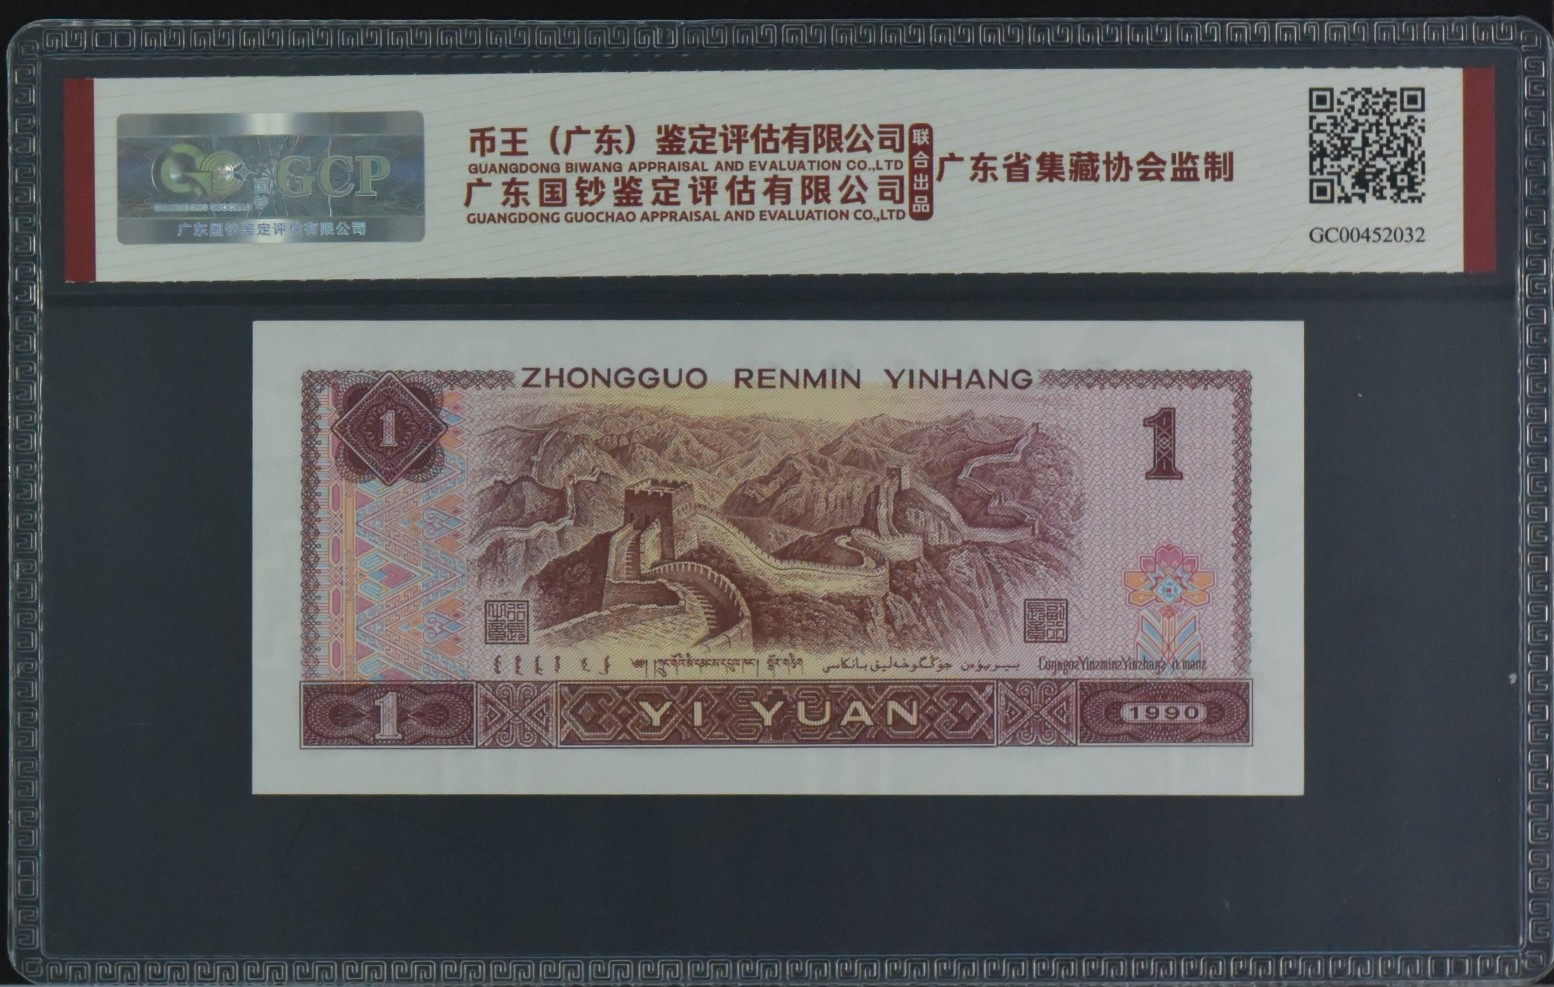 GCP
国钞
广东国钞鉴定评估有限公司
币王（广东）鉴定评估有限公司
GUANGDONG BIWANG APPRAISAL AND EVALUATION CO.,LTD
广东国钞鉴定评估有限公司
GUANGDONG GUOCHAO APPRAISAL AND EVALUATION CO.,LTD
联合出品
广东省集藏协会监制
GC00452032
ZHONGGUO RENMIN YINHANG
1
1
1
YI YUAN
1990